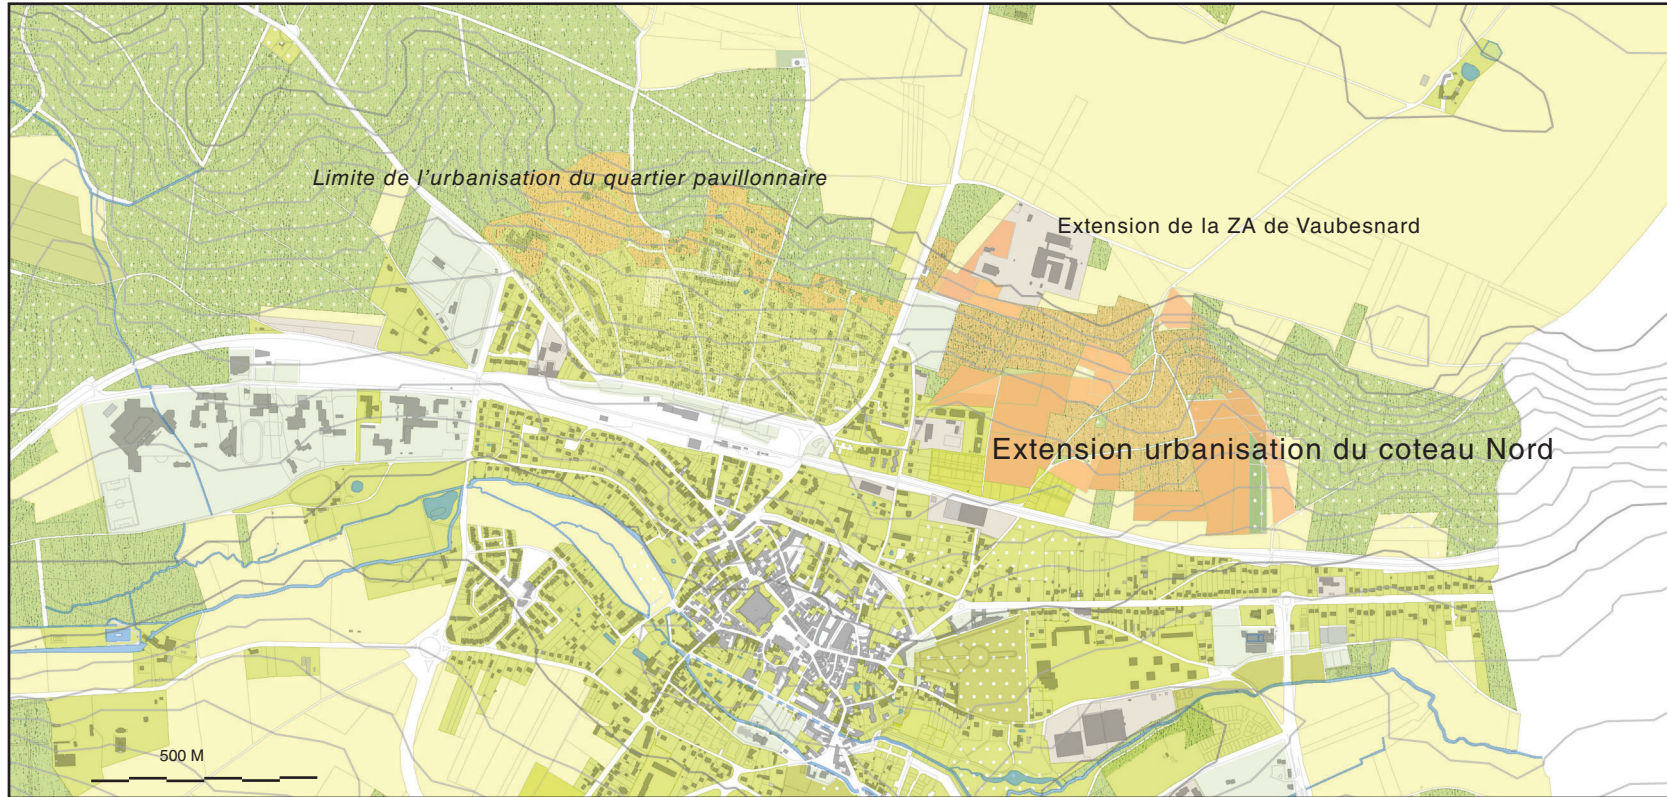 Limite de l'urbanisation du quartier pavillonnaire
Extension de la ZA de Vaubesnard
Extension urbanisation du coteau Nord
500 M